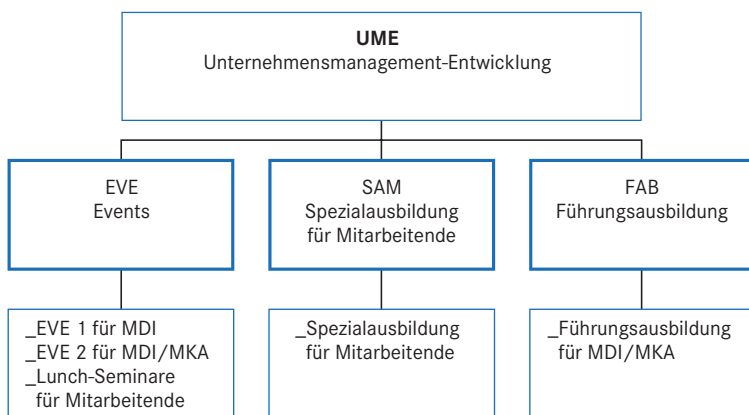 UME
Unternehmensmanagement-Entwicklung
EVE
Events
SAM
Spezialausbildung
für Mitarbeitende
FAB
Führungsausbildung
_EVE 1 für MDI
_EVE 2 für MDI/MKA
_Lunch-Seminare
für Mitarbeitende
_Spezialausbildung
für Mitarbeitende
_Führungsausbildung
für MDI/MKA